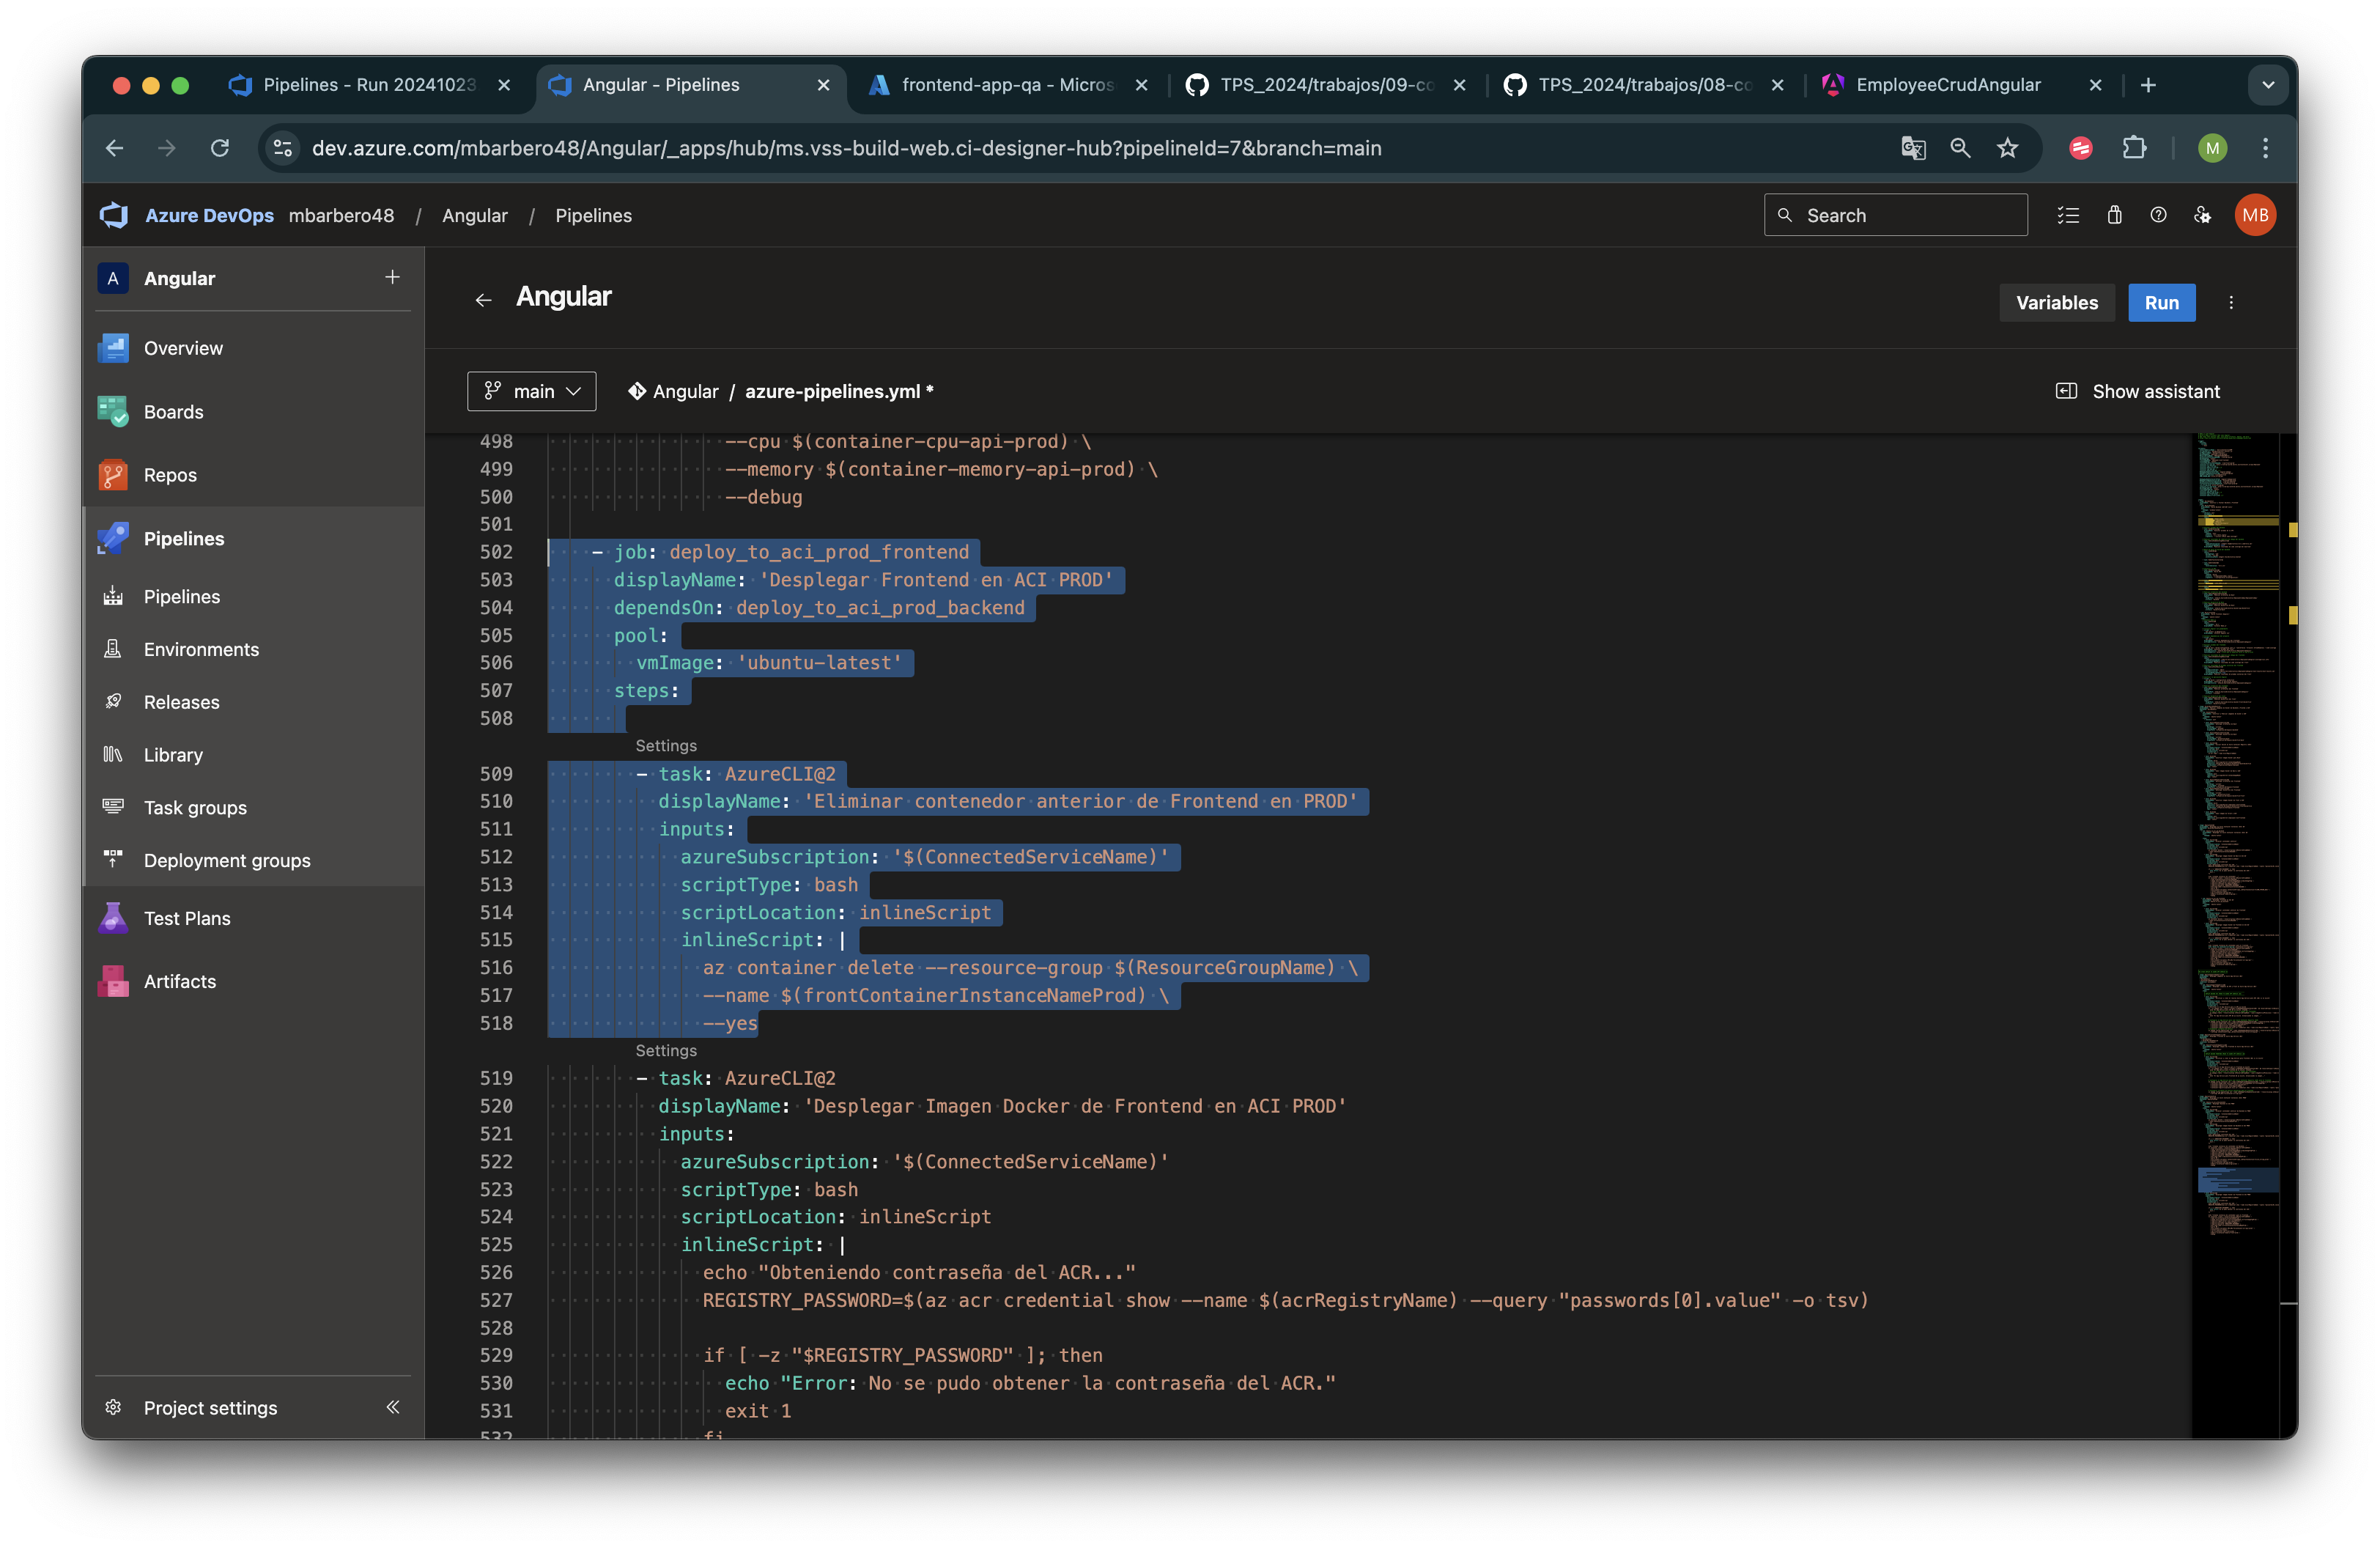 Pipelines - Run 20241023
Angular - Pipelines
frontend-app-qa - Micros
TPS_2024/trabajos/09-co
TPS_2024/trabajos/08-co
EmployeeCrudAngular
dev.azure.com/mbarbero48/Angular/_apps/hub/ms.vss-build-web.ci-designer-hub?pipelineId=7&branch=main
M
Azure DevOps mbarbero48 / Angular / Pipelines
Search
MB
A Angular
Overview
Boards
Repos
Pipelines
Pipelines
Environments
Releases
Library
Task groups
Deployment groups
Test Plans
Artifacts
Project settings
Angular
Variables
Run
main
Angular / azure-pipelines.yml *
Show assistant
498 --cpu $(container-cpu-api-prod) \
499 --memory $(container-memory-api-prod) \
500 --debug
501
502 - job: deploy_to_aci_prod_frontend
503 displayName: 'Desplegar Frontend en ACI PROD'
504 dependsOn: deploy_to_aci_prod_backend
505 pool:
506 vmImage: 'ubuntu-latest'
507 steps:
508
Settings
509 - task: AzureCLI@2
510 displayName: 'Eliminar contenedor anterior de Frontend en PROD'
511 inputs:
512 azureSubscription: '$(ConnectedServiceName)'
513 scriptType: bash
514 scriptLocation: inlineScript
515 inlineScript: |
516 az container delete --resource-group $(ResourceGroupName) \
517 --name $(frontContainerInstanceNameProd) \
518 --yes
Settings
519 - task: AzureCLI@2
520 displayName: 'Desplegar Imagen Docker de Frontend en ACI PROD'
521 inputs:
522 azureSubscription: '$(ConnectedServiceName)'
523 scriptType: bash
524 scriptLocation: inlineScript
525 inlineScript: |
526 echo "Obteniendo contraseña del ACR..."
527 REGISTRY_PASSWORD=$(az acr credential show --name $(acrRegistryName) --query "passwords[0].value" -o tsv)
528
529 if [ -z "$REGISTRY_PASSWORD" ]; then
530 echo "Error: No se pudo obtener la contraseña del ACR."
531 exit 1
532 fi